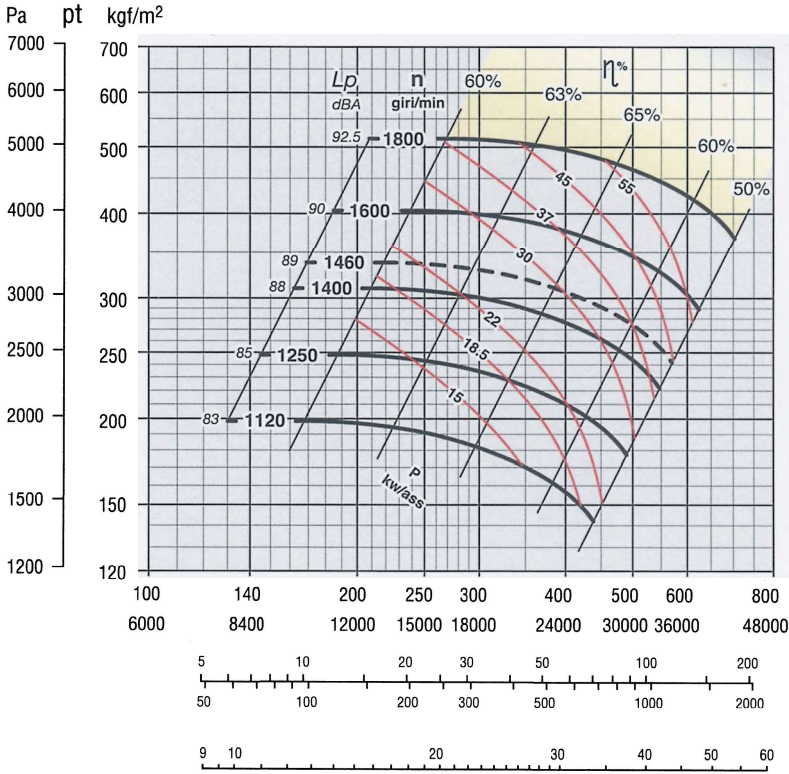 Pa pt kgf/m2
7000 700
6000 600
5000 500
4000 400
3000 300
2500 250
2000 200
1500 150
1200 120
Lp n η%
dBA giri/min
60% 63% 65% 60% 50%
92.5 1800
90 1600
89 1460
88 1400
85 1250
83 1120
55
45
37
30
22
18.5
15
P
kw/ass
100 140 200 250 300 400 500 600 800
6000 8400 12000 15000 18000 24000 30000 36000 48000
5 10 20 30 50 100 200
50 100 200 300 500 1000 2000
9 10 20 30 40 50 60